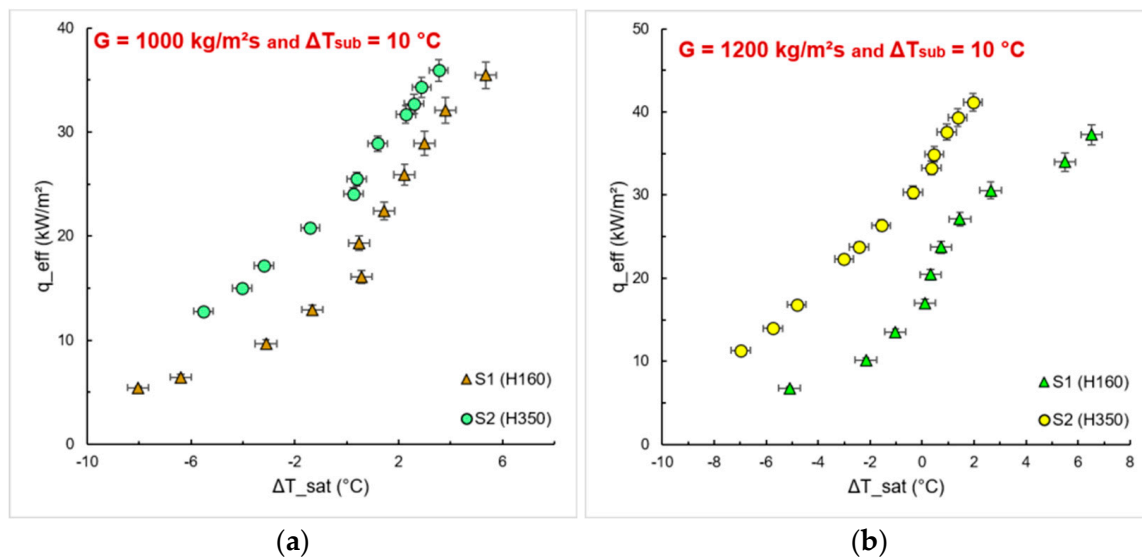 G = 1000 kg/m²s and ΔTsub = 10 °C
40
30
20
10
0
q_eff (kW/m²)
-10
-6
-2
2
6
ΔT_sat (°C)
S1 (H160)
S2 (H350)
(a)
G = 1200 kg/m²s and ΔTsub = 10 °C
50
40
30
20
10
0
q_eff (kW/m²)
-10
-8
-6
-4
-2
0
2
4
6
8
ΔT_sat (°C)
S1 (H160)
S2 (H350)
(b)